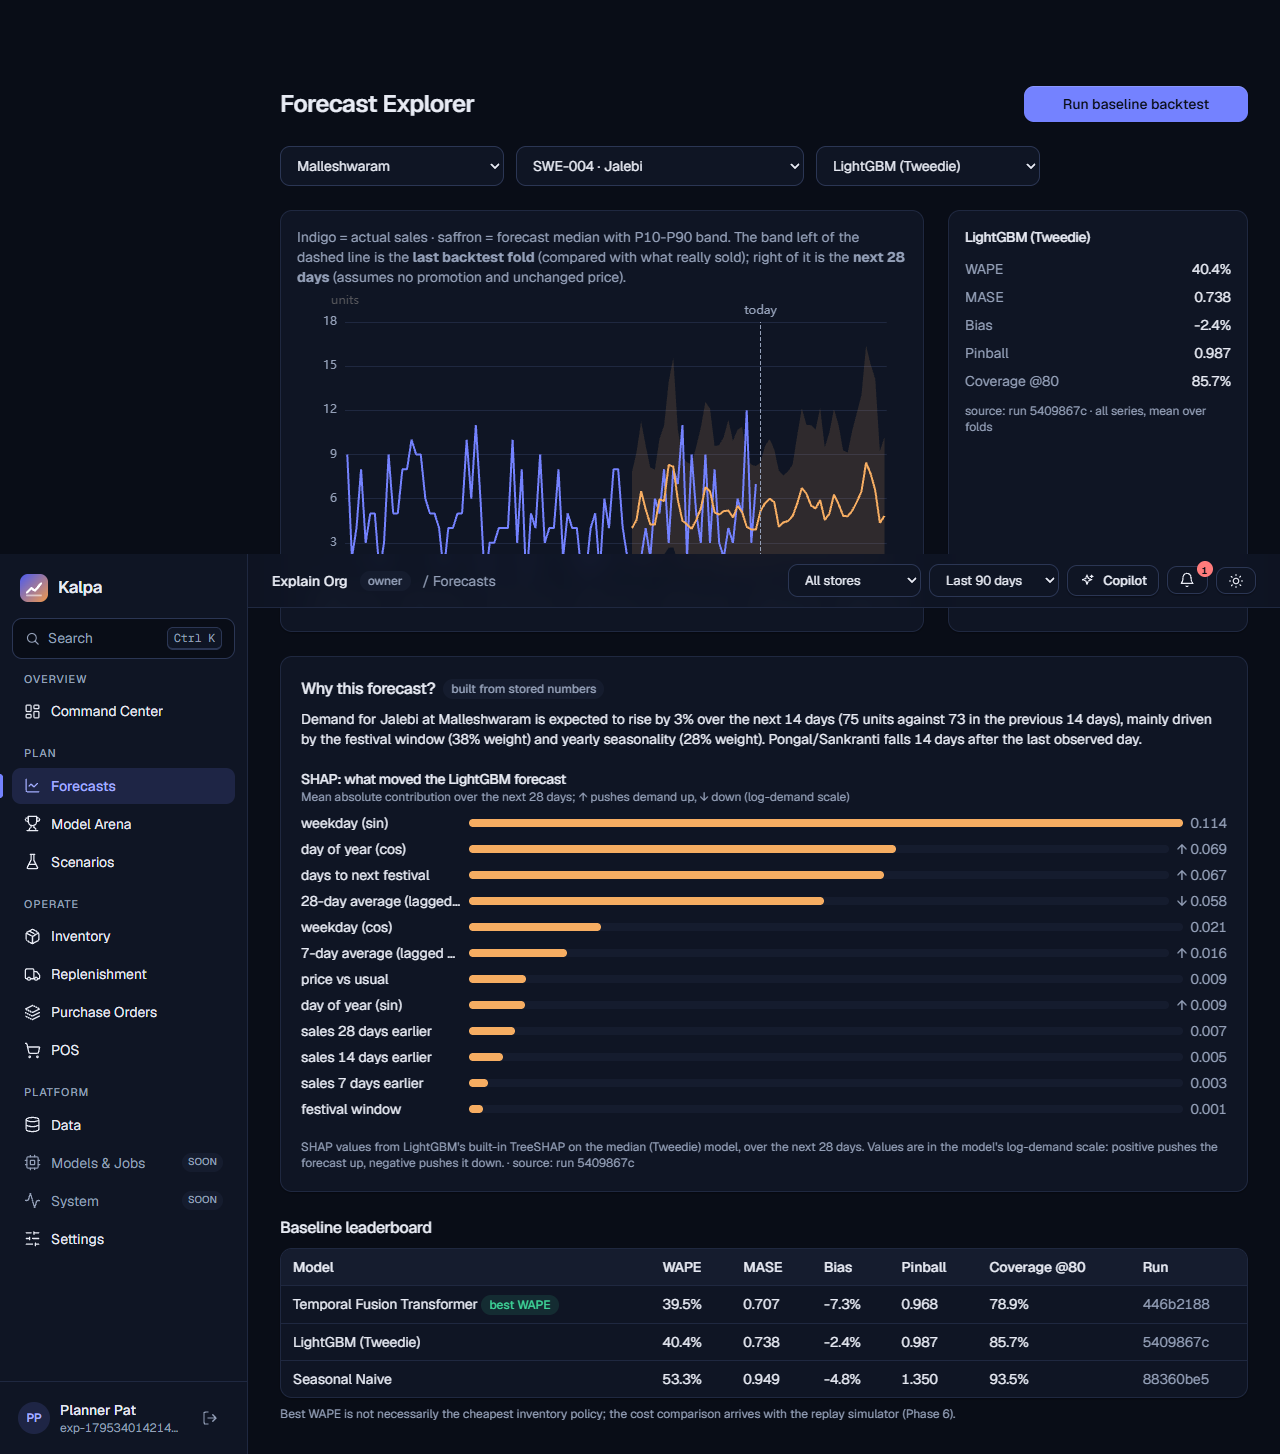 Forecast Explorer
Run baseline backtest
Malleshwaram
SWE-004 · Jalebi
LightGBM (Tweedie)
Indigo = actual sales · saffron = forecast median with P10-P90 band. The band left of the
dashed line is the last backtest fold (compared with what really sold); right of it is the next 28
days (assumes no promotion and unchanged price).
units
today
18
15
12
9
6
3
LightGBM (Tweedie)
WAPE 40.4%
MASE 0.738
Bias -2.4%
Pinball 0.987
Coverage @80 85.7%
source: run 5409867c · all series, mean over
folds
Kalpa
Search Ctrl K
OVERVIEW
Command Center
PLAN
Forecasts
Model Arena
Scenarios
OPERATE
Inventory
Replenishment
Purchase Orders
POS
PLATFORM
Data
Models & Jobs SOON
System SOON
Settings
PP
Planner Pat
exp-179534014214...
Explain Org owner / Forecasts
All stores
Last 90 days
Copilot
1
Why this forecast? built from stored numbers
Demand for Jalebi at Malleshwaram is expected to rise by 3% over the next 14 days (75 units against 73 in the previous 14 days), mainly driven
by the festival window (38% weight) and yearly seasonality (28% weight). Pongal/Sankranti falls 14 days after the last observed day.
SHAP: what moved the LightGBM forecast
Mean absolute contribution over the next 28 days; ↑ pushes demand up, ↓ down (log-demand scale)
weekday (sin) 0.114
day of year (cos) ↑ 0.069
days to next festival ↑ 0.067
28-day average (lagged... ↓ 0.058
weekday (cos) 0.021
7-day average (lagged ... ↑ 0.016
price vs usual 0.009
day of year (sin) ↑ 0.009
sales 28 days earlier 0.007
sales 14 days earlier 0.005
sales 7 days earlier 0.003
festival window 0.001
SHAP values from LightGBM's built-in TreeSHAP on the median (Tweedie) model, over the next 28 days. Values are in the model's log-demand scale: positive pushes the
forecast up, negative pushes it down. · source: run 5409867c
Baseline leaderboard
Model WAPE MASE Bias Pinball Coverage @80 Run
Temporal Fusion Transformer best WAPE 39.5% 0.707 -7.3% 0.968 78.9% 446b2188
LightGBM (Tweedie) 40.4% 0.738 -2.4% 0.987 85.7% 5409867c
Seasonal Naive 53.3% 0.949 -4.8% 1.350 93.5% 88360be5
Best WAPE is not necessarily the cheapest inventory policy; the cost comparison arrives with the replay simulator (Phase 6).